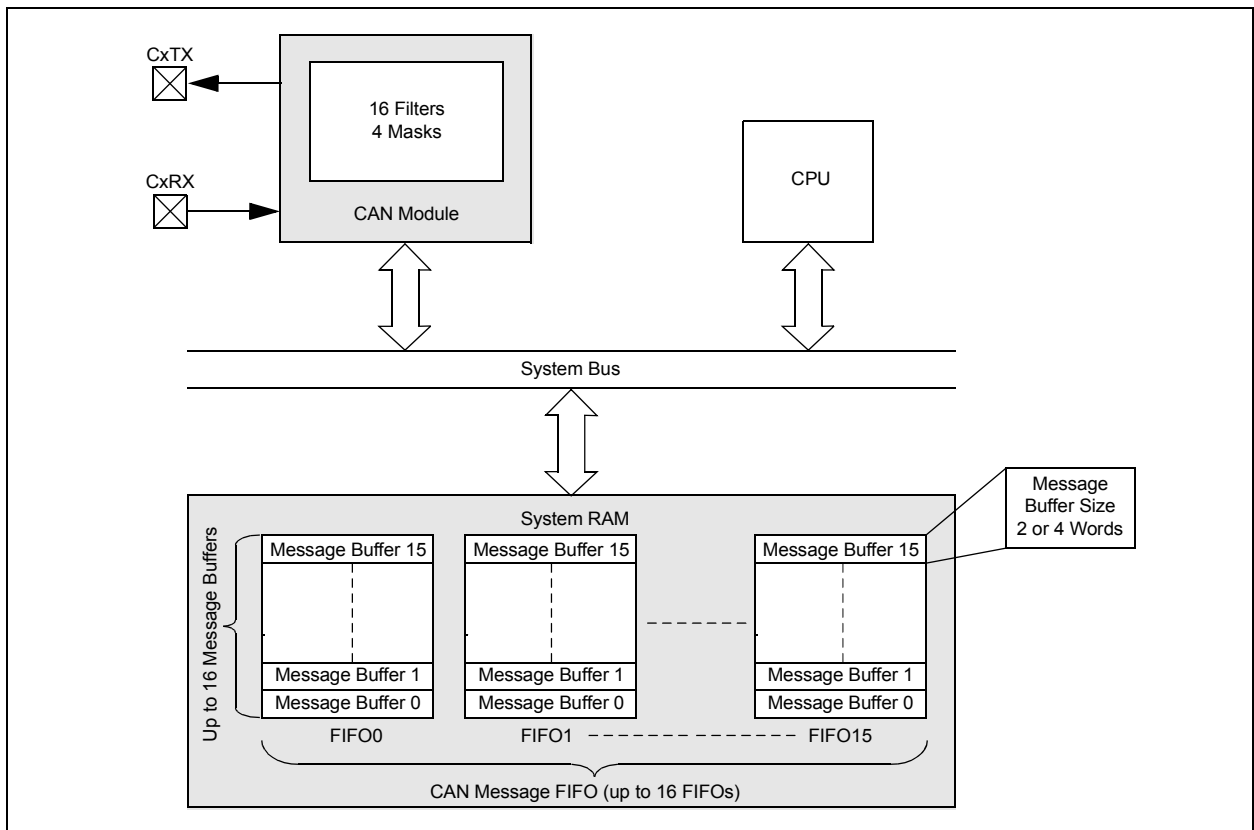 CxTX
16 Filters
4 Masks
CxRX
CAN Module
CPU
System Bus
Message
Buffer Size
2 or 4 Words
System RAM
Up to 16 Message Buffers
Message Buffer 15
Message Buffer 15
Message Buffer 15
Message Buffer 1
Message Buffer 1
Message Buffer 1
Message Buffer 0
Message Buffer 0
Message Buffer 0
FIFO0
FIFO1
FIFO15
CAN Message FIFO (up to 16 FIFOs)